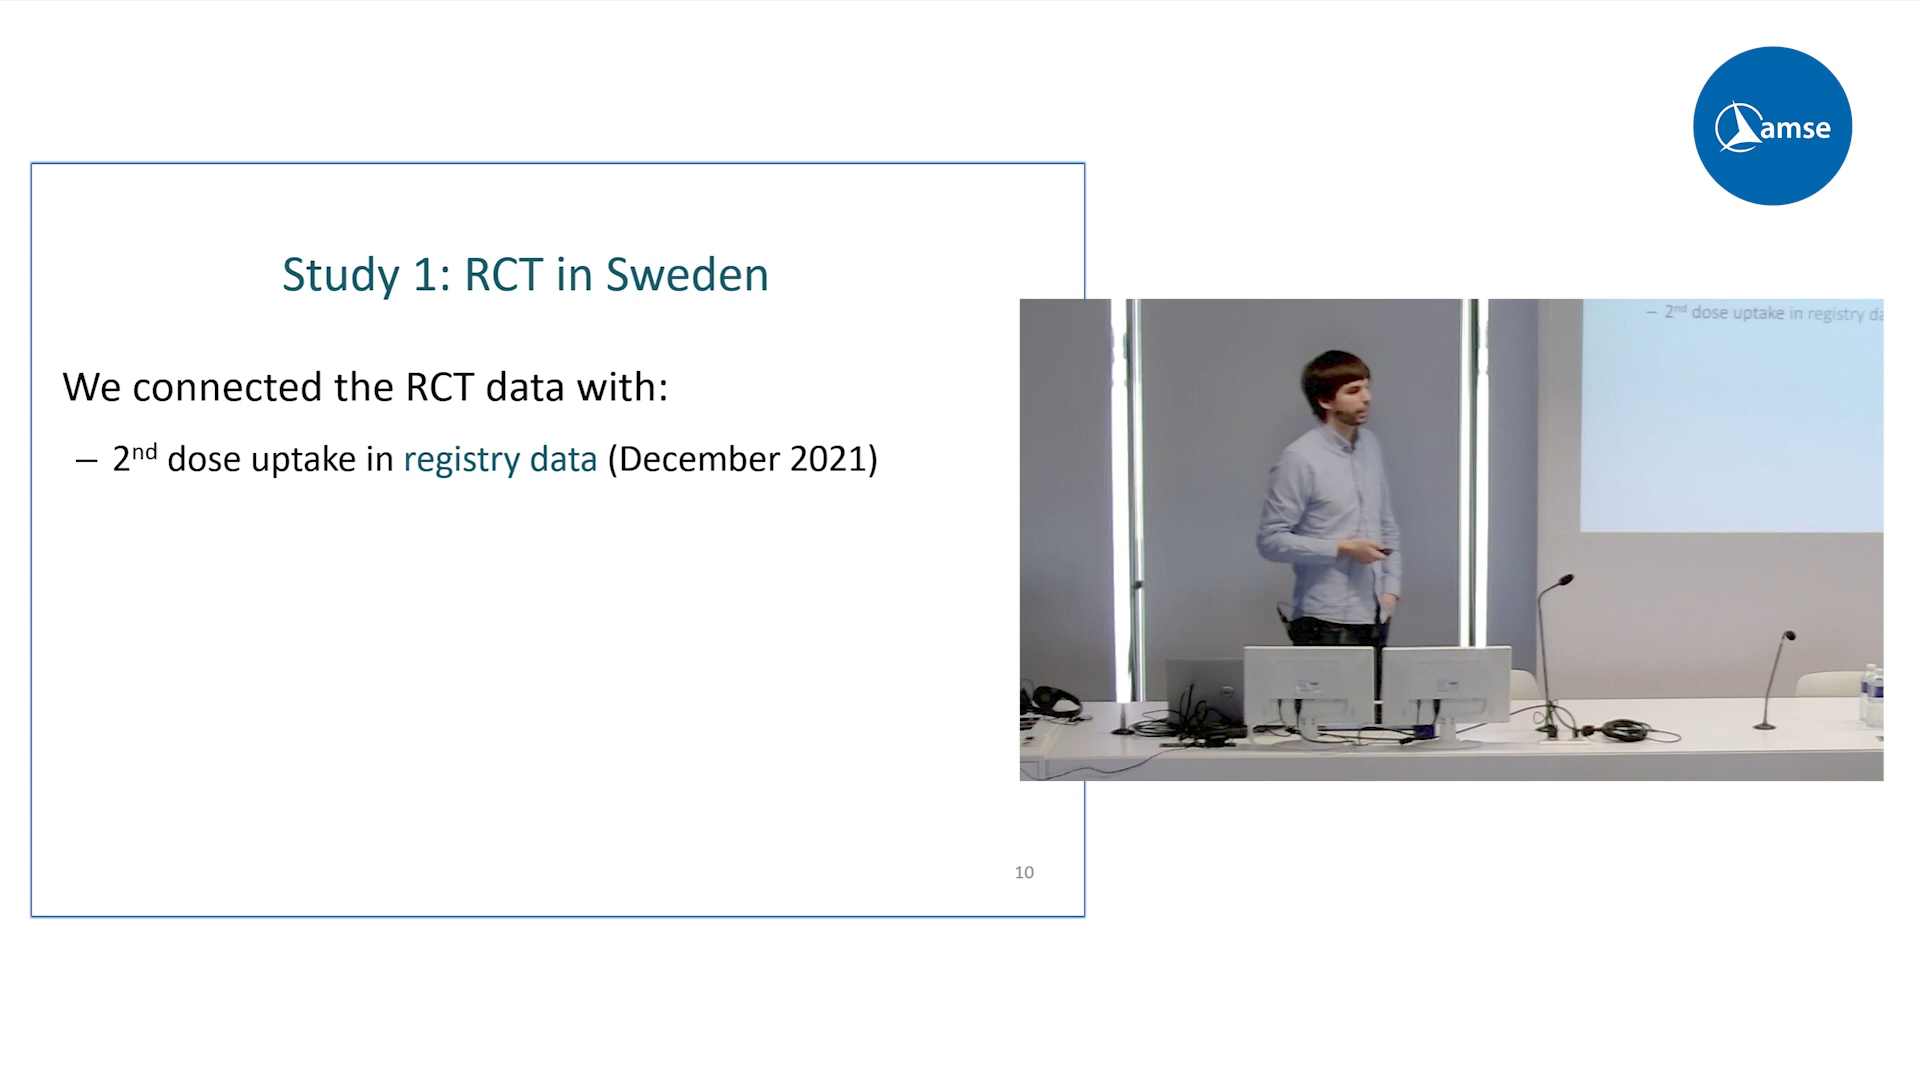 amse
Study 1: RCT in Sweden
We connected the RCT data with:
– 2nd dose uptake in registry data (December 2021)
10
– 2nd dose uptake in registry da